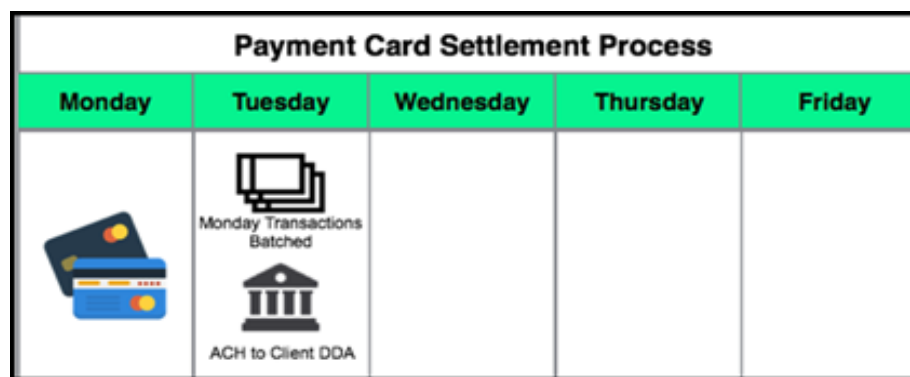 Payment Card Settlement Process
Monday Tuesday Wednesday Thursday Friday
Monday Transactions
Batched
ACH to Client DDA